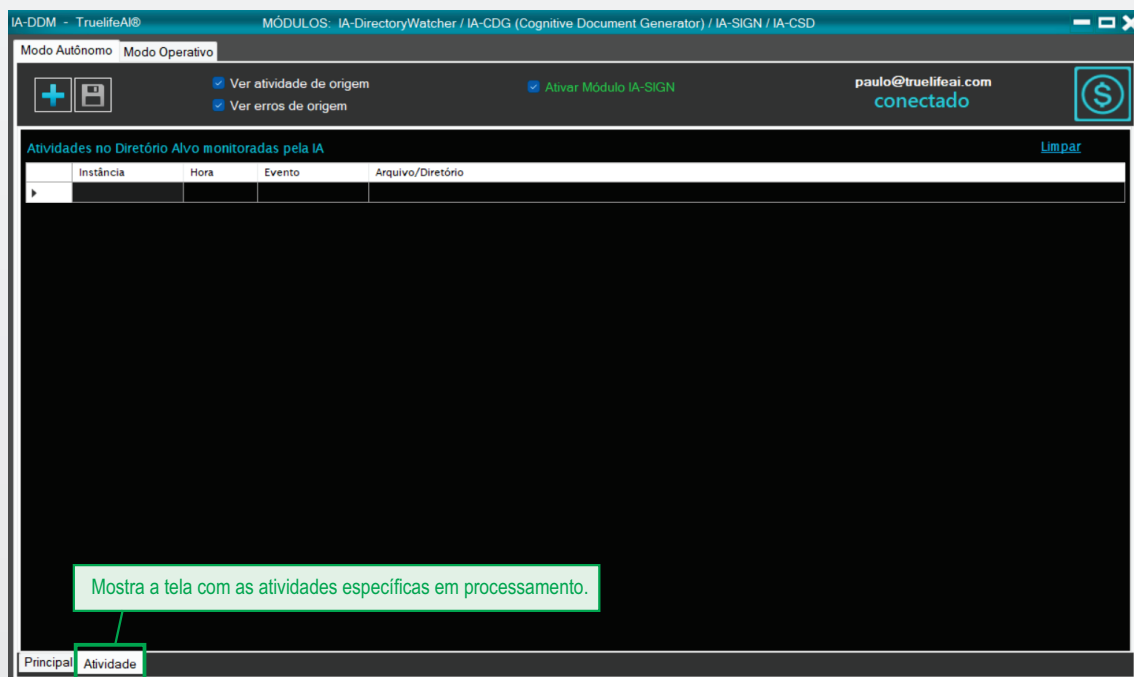 IA-DDM - TruelifeAI® MÓDULOS: IA-DirectoryWatcher / IA-CDG (Cognitive Document Generator) / IA-SIGN / IA-CSD
Modo Autônomo Modo Operativo
Ver atividade de origem Ativar Módulo IA-SIGN paulo@truelifeai.com
Ver erros de origem conectado
Atividades no Diretório Alvo monitoradas pela IA Limpar
Instância Hora Evento Arquivo/Diretório
Mostra a tela com as atividades específicas em processamento.
Principal Atividade